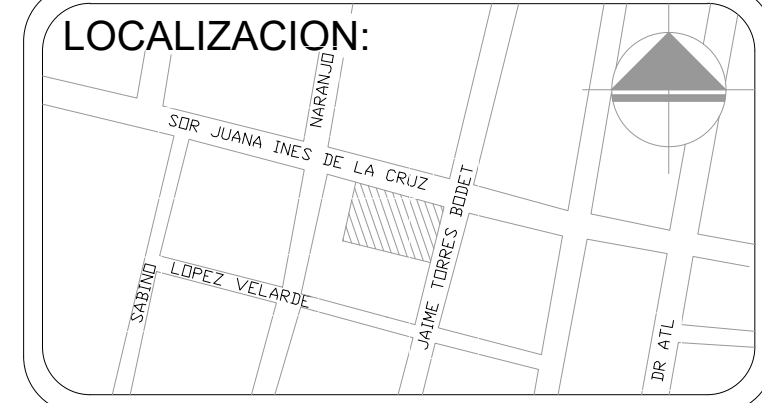 LOCALIZACION:
NARANJO
SOR JUANA INES DE LA CRUZ
JAIME TORRES BODET
SABINO
LOPEZ VELARDE
DR ATL